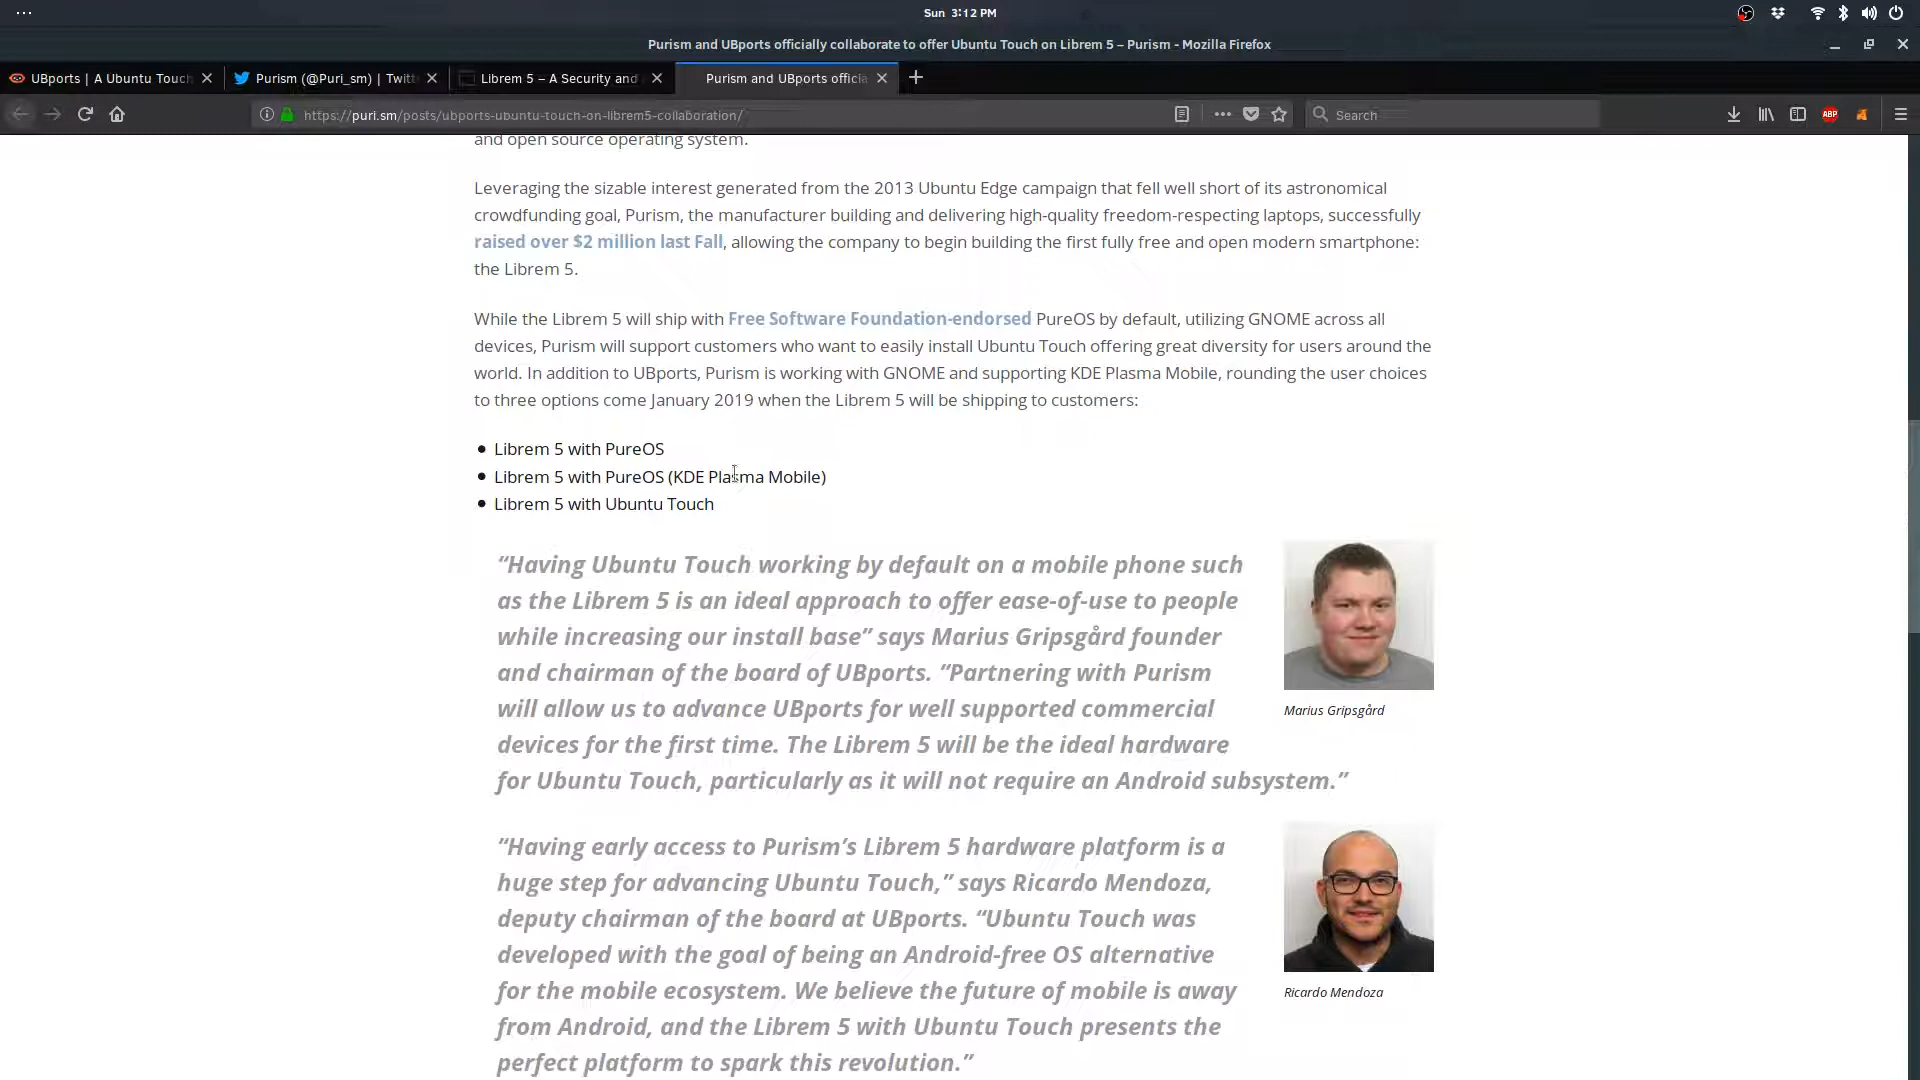 Sun 3:12 PM
Purism and UBports officially collaborate to offer Ubuntu Touch on Librem 5 – Purism - Mozilla Firefox
UBports | A Ubuntu Touch
Purism (@Puri_sm) | Twitt
Librem 5 – A Security and
Purism and UBports officia
https://puri.sm/posts/ubports-ubuntu-touch-on-librem5-collaboration/
Search
ABP
and open source operating system.
Leveraging the sizable interest generated from the 2013 Ubuntu Edge campaign that fell well short of its astronomical
crowdfunding goal, Purism, the manufacturer building and delivering high-quality freedom-respecting laptops, successfully
raised over $2 million last Fall, allowing the company to begin building the first fully free and open modern smartphone:
the Librem 5.
While the Librem 5 will ship with Free Software Foundation-endorsed PureOS by default, utilizing GNOME across all
devices, Purism will support customers who want to easily install Ubuntu Touch offering great diversity for users around the
world. In addition to UBports, Purism is working with GNOME and supporting KDE Plasma Mobile, rounding the user choices
to three options come January 2019 when the Librem 5 will be shipping to customers:
● Librem 5 with PureOS
● Librem 5 with PureOS (KDE Plasma Mobile)
● Librem 5 with Ubuntu Touch
“Having Ubuntu Touch working by default on a mobile phone such
as the Librem 5 is an ideal approach to offer ease-of-use to people
while increasing our install base” says Marius Gripsgård founder
and chairman of the board of UBports. “Partnering with Purism
will allow us to advance UBports for well supported commercial
devices for the first time. The Librem 5 will be the ideal hardware
for Ubuntu Touch, particularly as it will not require an Android subsystem.”
Marius Gripsgård
“Having early access to Purism’s Librem 5 hardware platform is a
huge step for advancing Ubuntu Touch,” says Ricardo Mendoza,
deputy chairman of the board at UBports. “Ubuntu Touch was
developed with the goal of being an Android-free OS alternative
for the mobile ecosystem. We believe the future of mobile is away
from Android, and the Librem 5 with Ubuntu Touch presents the
perfect platform to spark this revolution.”
Ricardo Mendoza